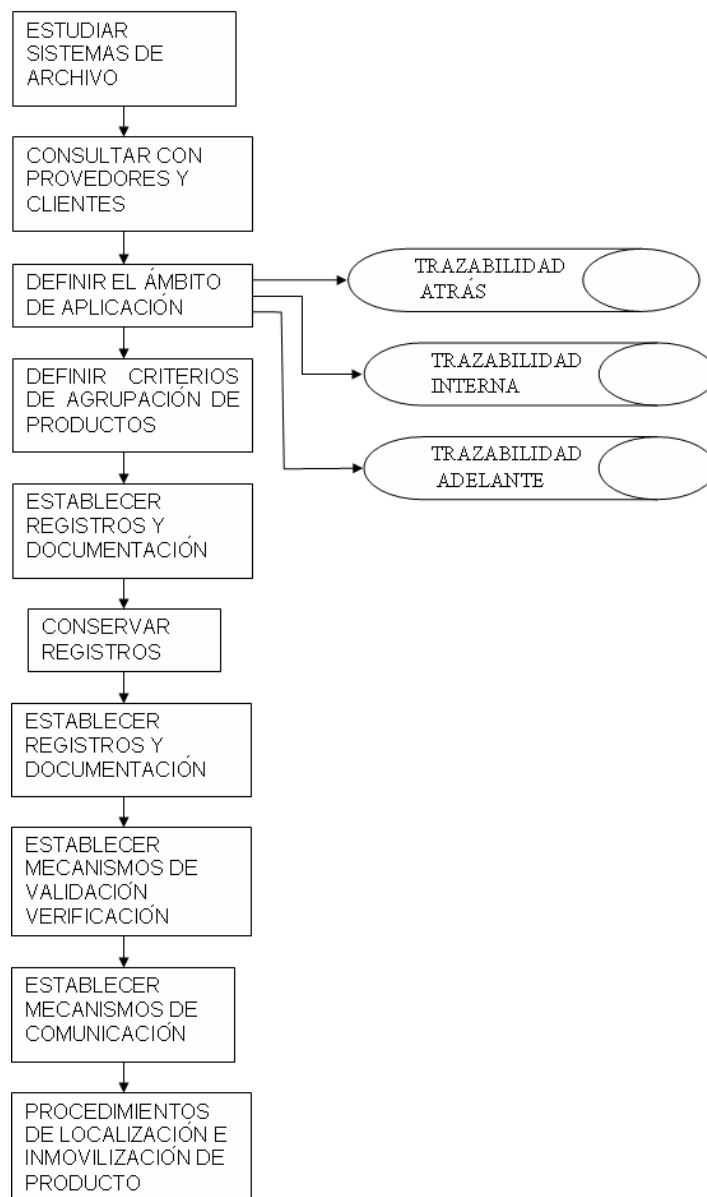 ESTUDIAR
SISTEMAS DE
ARCHIVO
CONSULTAR CON
PROVEDORES Y
CLIENTES
DEFINIR EL ÁMBITO
DE APLICACIÓN
TRAZABILIDAD
ATRÁS
TRAZABILIDAD
INTERNA
TRAZABILIDAD
ADELANTE
DEFINIR CRITERIOS
DE AGRUPACIÓN DE
PRODUCTOS
ESTABLECER
REGISTROS Y
DOCUMENTACIÓN
CONSERVAR
REGISTROS
ESTABLECER
REGISTROS Y
DOCUMENTACIÓN
ESTABLECER
MECANISMOS DE
VALIDACIÓN
VERIFICACIÓN
ESTABLECER
MECANISMOS DE
COMUNICACIÓN
PROCEDIMIENTOS
DE LOCALIZACIÓN E
INMOVILIZACIÓN DE
PRODUCTO